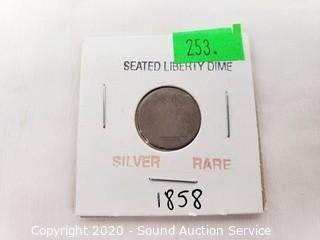 253.
SEATED LIBERTY DIME
SILVER RARE
1858
Copyright 2020 - Sound Auction Service